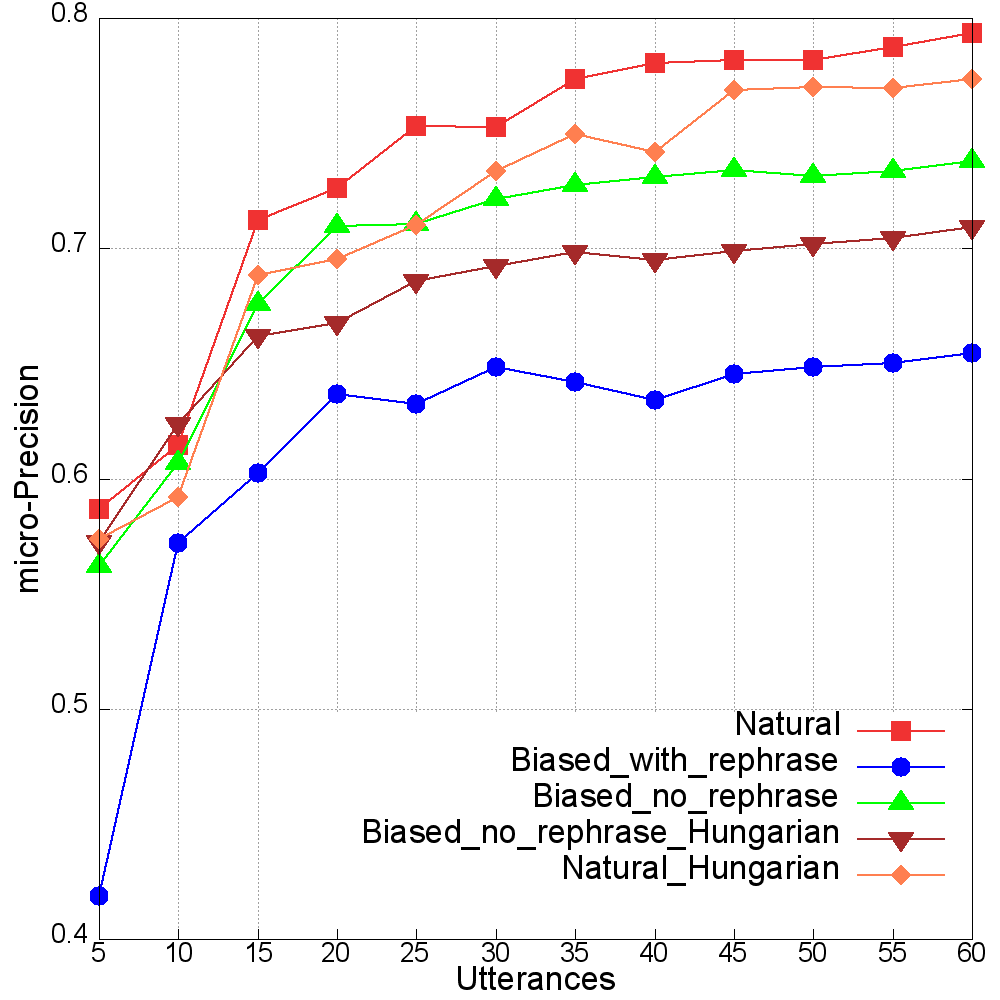 0.8
0.7
0.6
0.5
0.4
micro-Precision
Natural
Biased_with_rephrase
Biased_no_rephrase
Biased_no_rephrase_Hungarian
Natural_Hungarian
5 10 15 20 25 30 35 40 45 50 55 60
Utterances